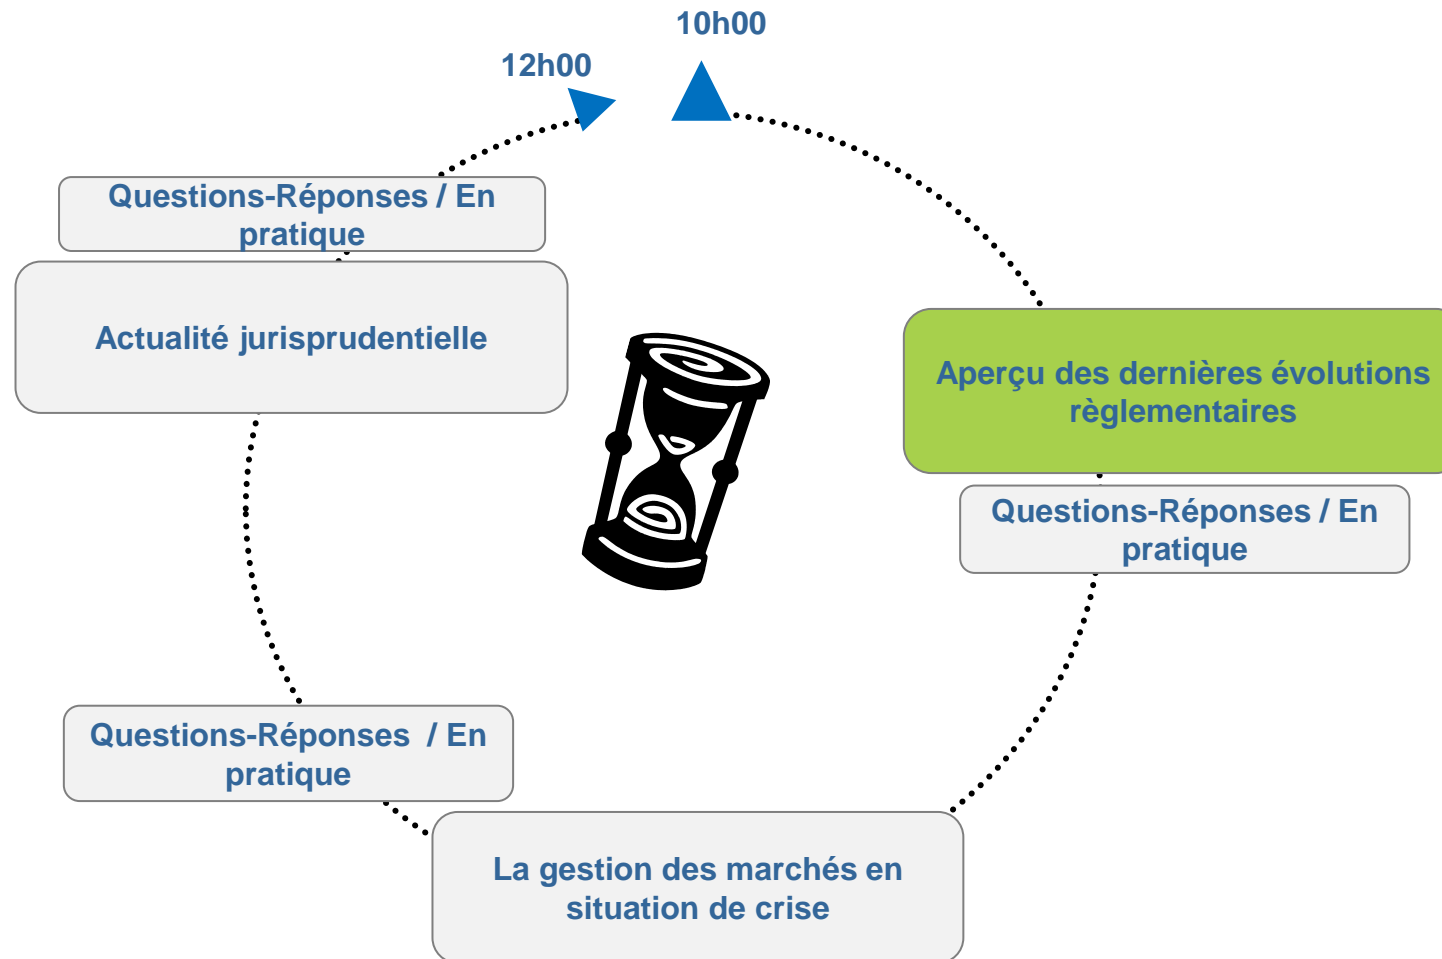 10h00
12h00
Questions-Réponses / En
pratique
Actualité jurisprudentielle
Aperçu des dernières évolutions
règlementaires
Questions-Réponses / En
pratique
Questions-Réponses / En
pratique
La gestion des marchés en
situation de crise